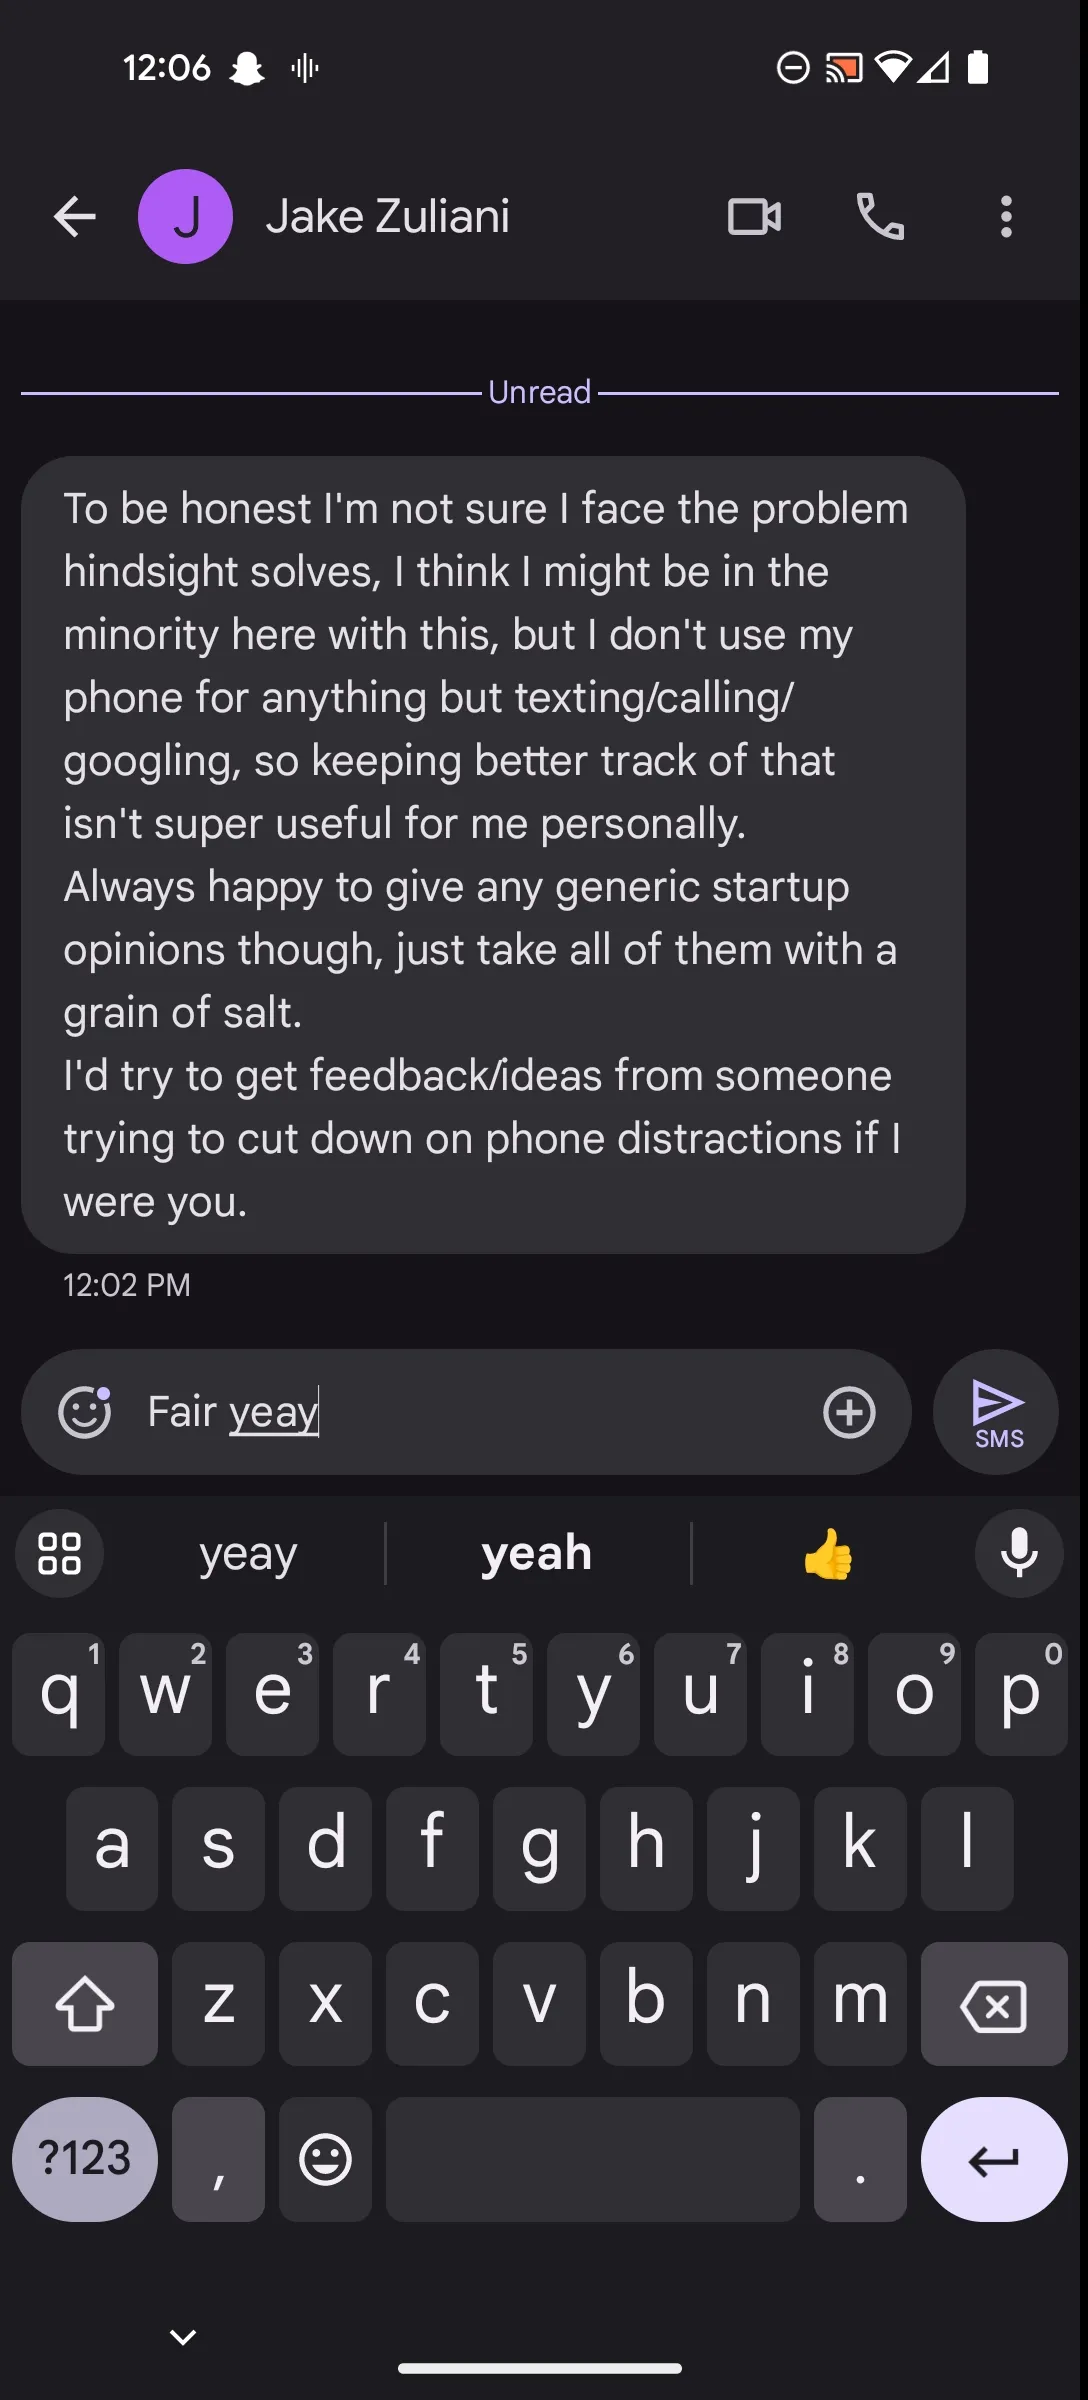 12:06
J
Jake Zuliani
Unread
To be honest I'm not sure I face the problem
hindsight solves, I think I might be in the
minority here with this, but I don't use my
phone for anything but texting/calling/
googling, so keeping better track of that
isn't super useful for me personally.
Always happy to give any generic startup
opinions though, just take all of them with a
grain of salt.
I'd try to get feedback/ideas from someone
trying to cut down on phone distractions if I
were you.
12:02 PM
Fair yeay
SMS
yeay yeah 👍
1 2 3 4 5 6 7 8 9 0
q w e r t y u i o p
a s d f g h j k l
z x c v b n m
?123 , .